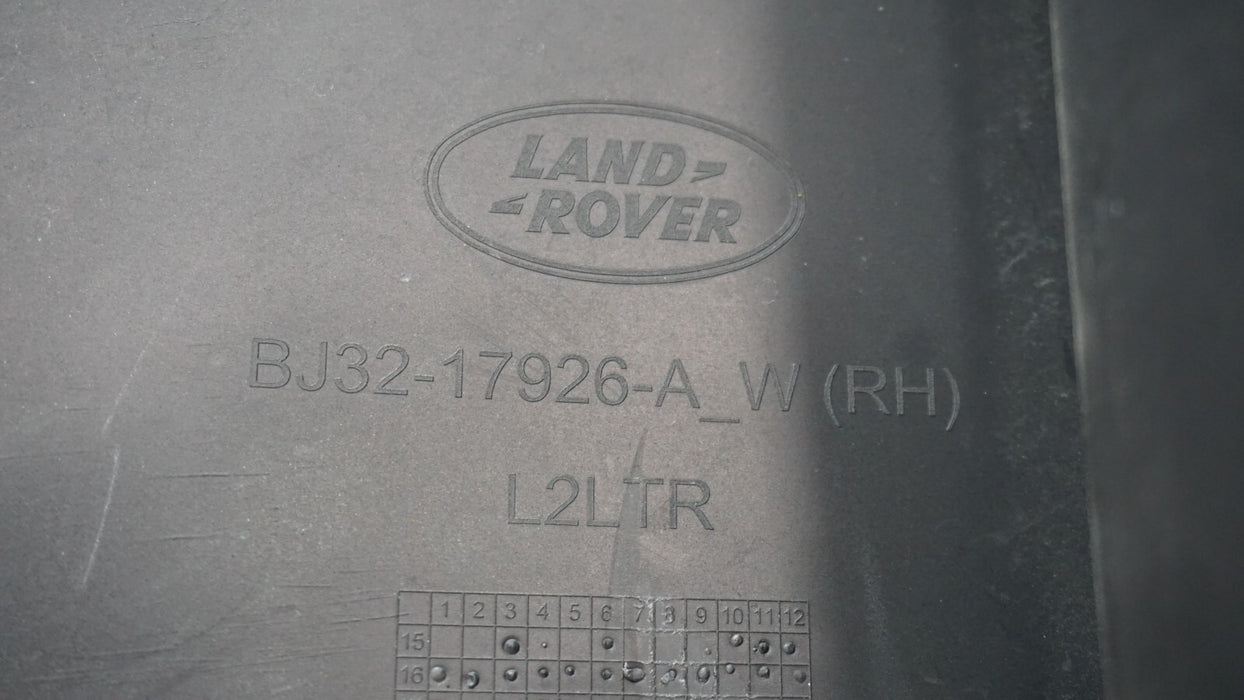 LAND
ROVER
BJ32-17926-A_W (RH)
L2LTR
1 2 3 4 5 6 7 8 9 10 11 12
15
16